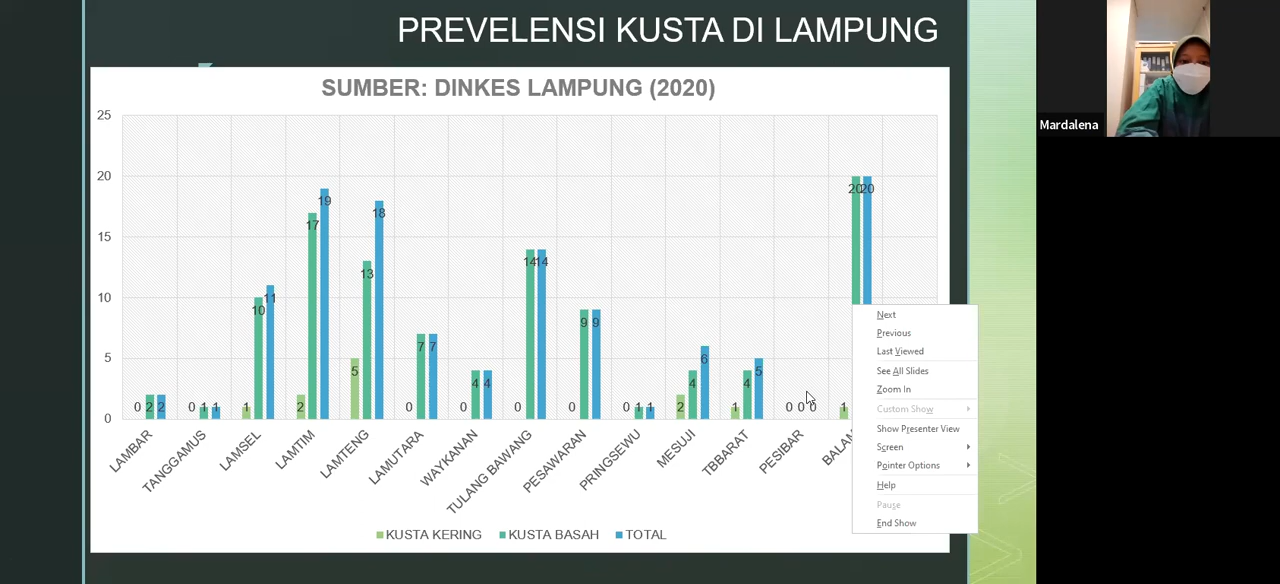 PREVELENSI KUSTA DI LAMPUNG
SUMBER: DINKES LAMPUNG (2020)
Mardalena
25
20
15
10
5
0
0 2 2
0 1 1
1 10 11
2 17 19
5 13 18
0 7 7
0 4 4
0 14 14
0 9 9
0 1 1
2 4 6
1 4 5
0 0 0
1 20 20
LAMBAR
TANGGAMUS
LAMSEL
LAMTIM
LAMTENG
LAMUTARA
WAYKANAN
TULANG BAWANG
PESAWARAN
PRINGSEWU
MESUJI
TBBARAT
PESIBAR
KUSTA KERING KUSTA BASAH TOTAL
Next
Previous
Last Viewed
See All Slides
Zoom In
Custom Show
Show Presenter View
Screen
Pointer Options
Help
Pause
End Show